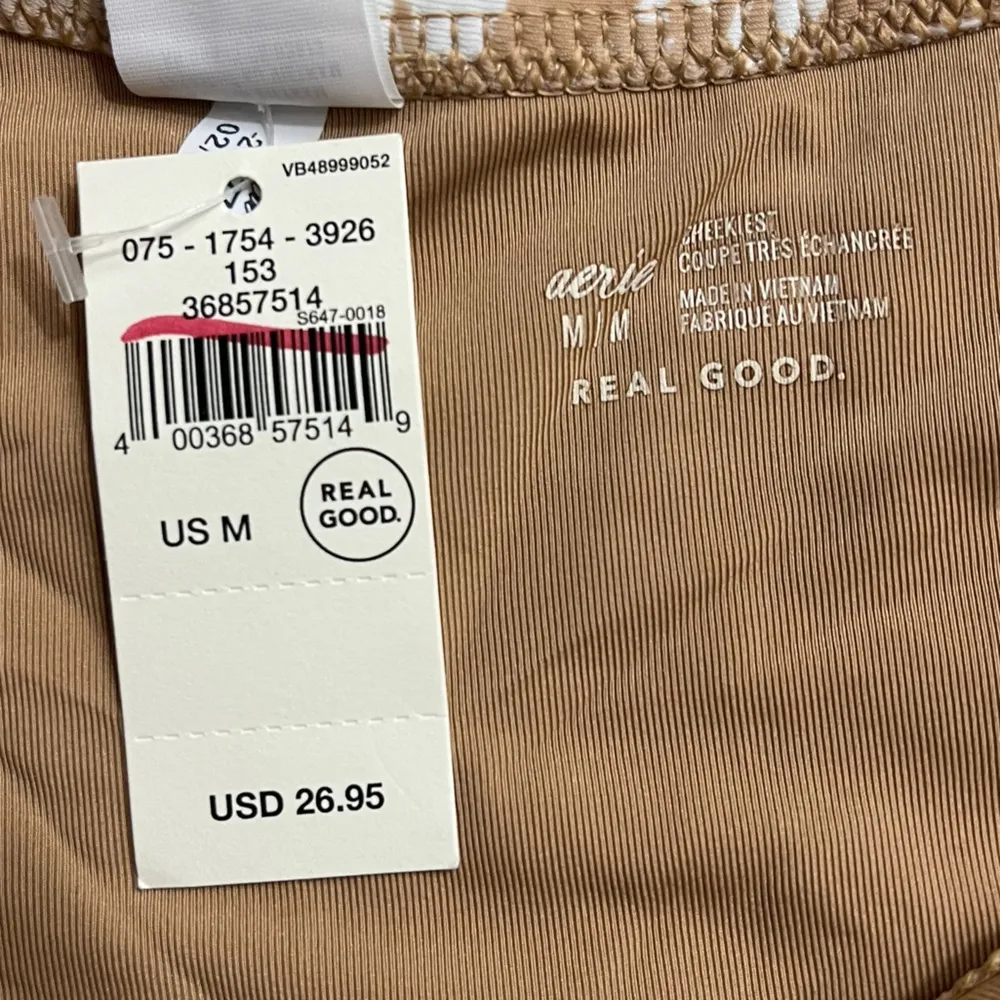 VB48999052
075 - 1754 - 3926
153
36857514
S647-0018
4 00368 57514 9
REAL
GOOD.
US M
USD 26.95
aerie
M / M
CHEEKIEST
COUPE TRÈS ÉCHANCRÉE
MADE IN VIETNAM
FABRIQUÉ AU VIETNAM
REAL GOOD.